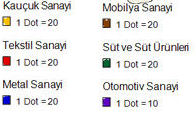 Kauçuk Sanayi
1 Dot = 20
Tekstil Sanayi
1 Dot = 20
Metal Sanayi
1 Dot = 20
Mobilya Sanayi
1 Dot = 20
Süt ve Süt Ürünleri
1 Dot = 20
Otomotiv Sanayi
1 Dot = 10